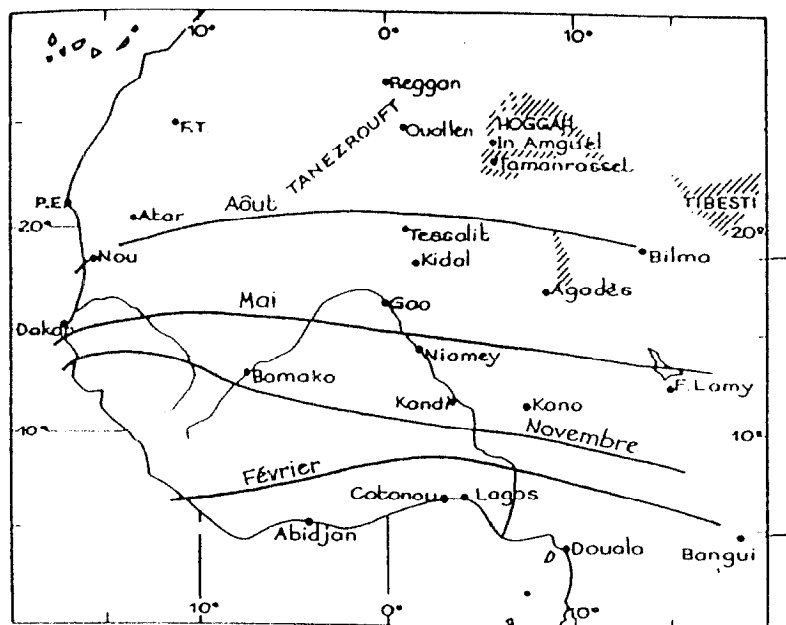 10° 0° 10°
Reggan
F.T.
Ouallen
HOGGAR
In Amguel
TANEZROUFT
Tamanrasset
P.E.
TIBESTI
Atar
Aôut
20°
20°
Tessalit
Nou
Kidal
Bilma
Agadès
Mai
Gao
Dakar
Niamey
Bamako
F. Lamy
Kandi
Kano
10°
Novembre
10°
Février
Cotonou
Lagos
Abidjan
Douala
Bangui
10° 0° 10°